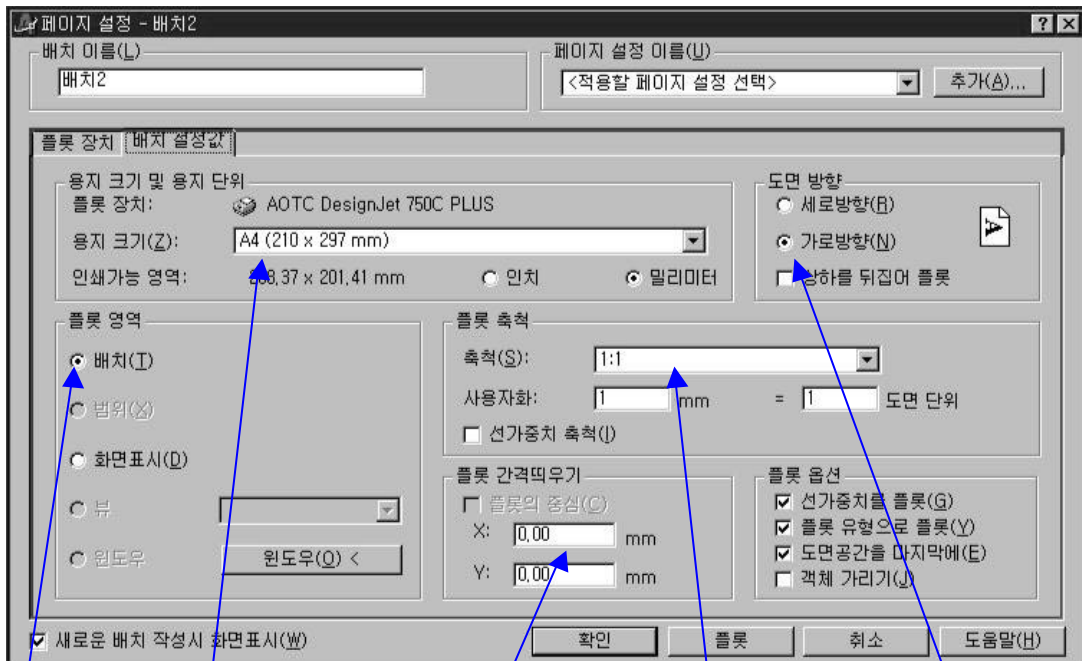 페이지 설정 - 배치2
배치 이름(L)
페이지 설정 이름(U)
배치2
<적용할 페이지 설정 선택>
추가(A)...
플롯 장치
배치 설정값
용지 크기 및 용지 단위
플롯 장치: AOTC DesignJet 750C PLUS
용지 크기(Z): A4 (210 x 297 mm)
인쇄가능 영역: x 201,41 mm
인치
밀리미터
도면 방향
세로방향(R)
가로방향(N)
A
상하를 뒤집어 플롯
플롯 영역
배치(T)
범위(X)
화면표시(D)
뷰
윈도우
윈도우(O) <
플롯 축척
축척(S): 1:1
사용자화: 1 mm = 1 도면 단위
선가중치 축척(I)
플롯 간격띄우기
플롯의 중심(C)
X: 0,00 mm
Y: 0,00 mm
플롯 옵션
선가중치를 플롯(G)
플롯 유형으로 플롯(Y)
도면공간을 마지막에(E)
객체 가리기(J)
새로운 배치 작성시 화면표시(W)
확인
플롯
취소
도움말(H)